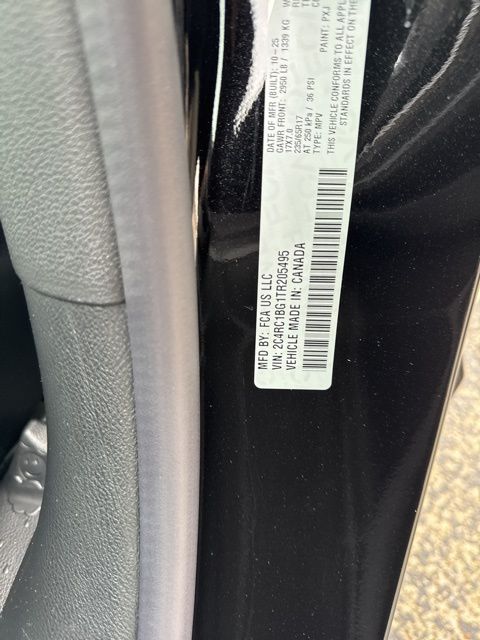 MFD BY: FCA US LLC
DATE OF MFR (BUILT): 10-25
GAWR FRONT: 2950 LB / 1339 KG
17X7.0
235/65R17
AT 250 kPa / 36 PSI
TYPE: MPV
PAINT: PXJ
THIS VEHICLE CONFORMS TO ALL
STANDARDS IN EFFECT ON THE
VIN: 2C4RC1BG1TR205495
VEHICLE MADE IN: CANADA